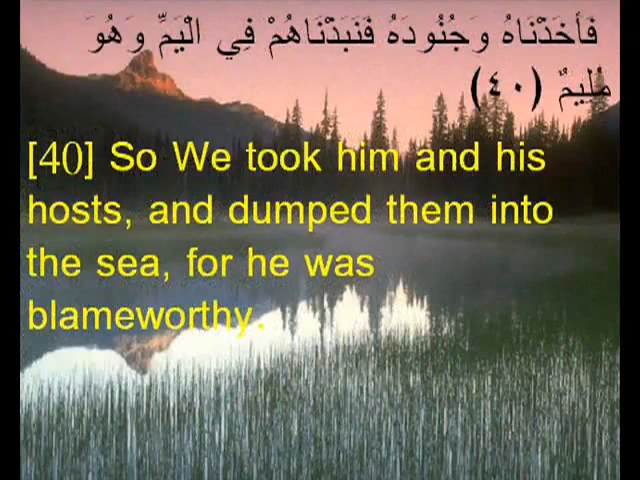 فَأَخَذْنَاهُ وَجُنُودَهُ فَنَبَذْنَاهُمْ فِي الْيَمِّ وَهُوَ
مُلِيمٌ (٤٠)
[40] So We took him and his
hosts, and dumped them into
the sea, for he was
blameworthy.